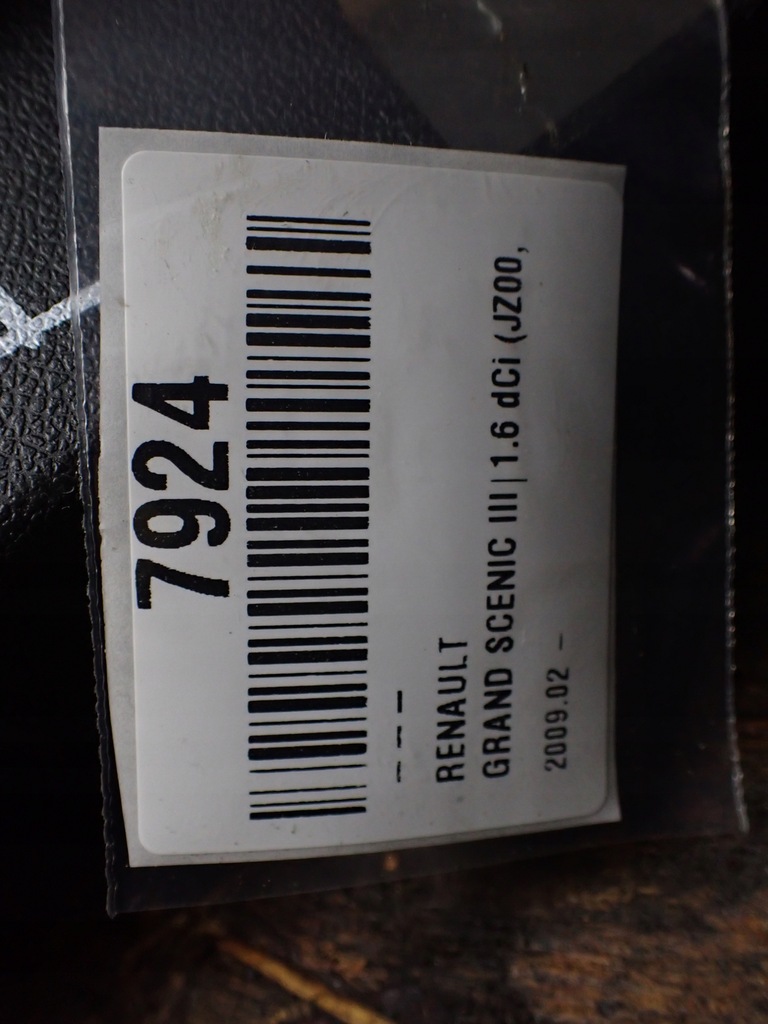 7924
– – –
RENAULT
GRAND SCENIC III | 1.6 dCi (JZ00,
2009.02 –